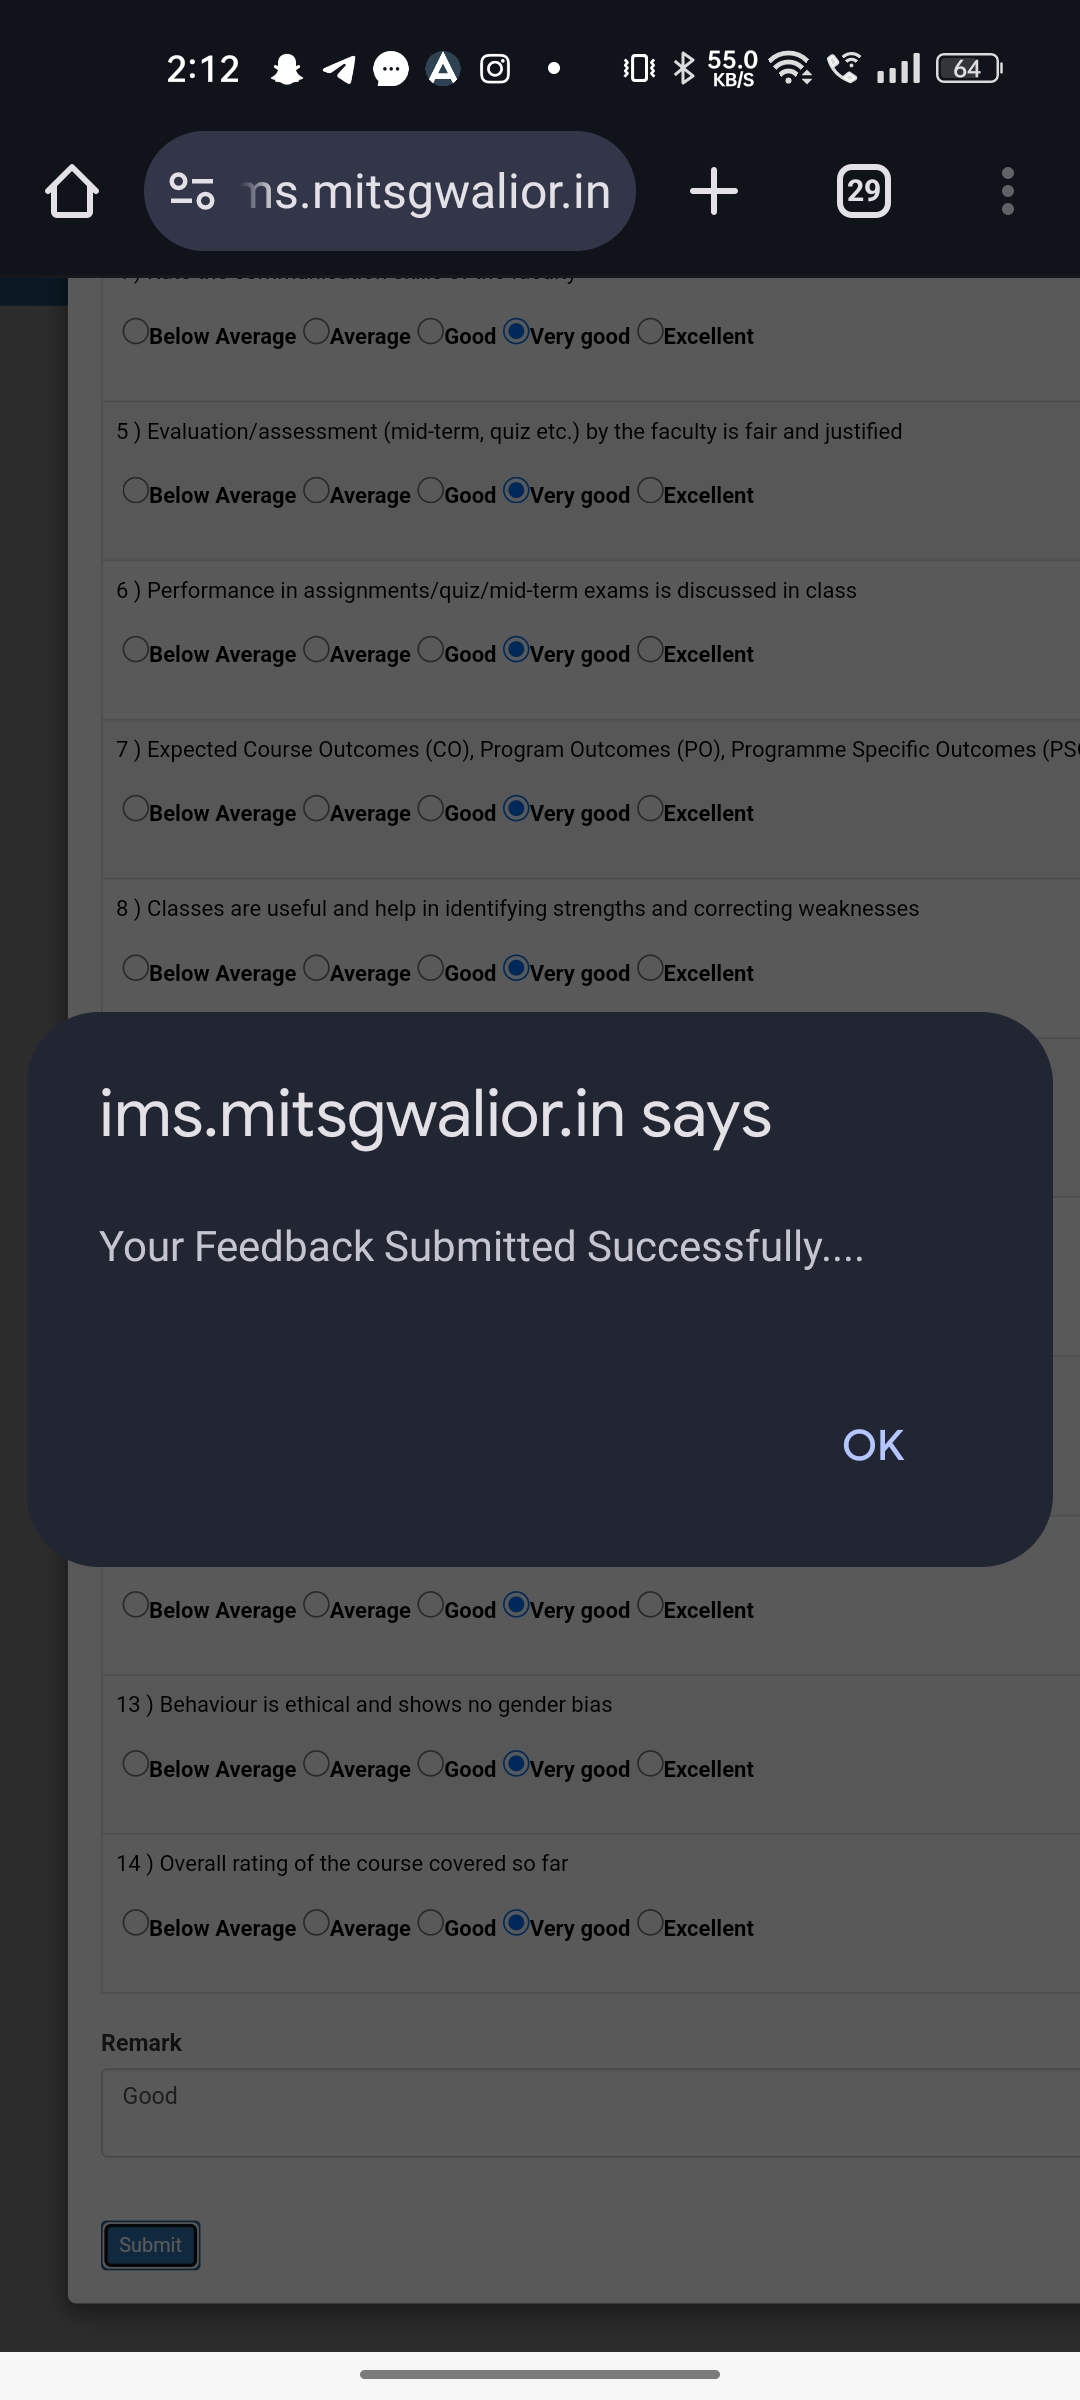 2:12 55.0 KB/S 64
ms.mitsgwalior.in 29
Below Average Average Good Very good Excellent
5 ) Evaluation/assessment (mid-term, quiz etc.) by the faculty is fair and justified
Below Average Average Good Very good Excellent
6 ) Performance in assignments/quiz/mid-term exams is discussed in class
Below Average Average Good Very good Excellent
7 ) Expected Course Outcomes (CO), Program Outcomes (PO), Programme Specific Outcomes (PS
Below Average Average Good Very good Excellent
8 ) Classes are useful and help in identifying strengths and correcting weaknesses
Below Average Average Good Very good Excellent
ims.mitsgwalior.in says
Your Feedback Submitted Successfully....
OK
Below Average Average Good Very good Excellent
13 ) Behaviour is ethical and shows no gender bias
Below Average Average Good Very good Excellent
14 ) Overall rating of the course covered so far
Below Average Average Good Very good Excellent
Remark
Good
Submit